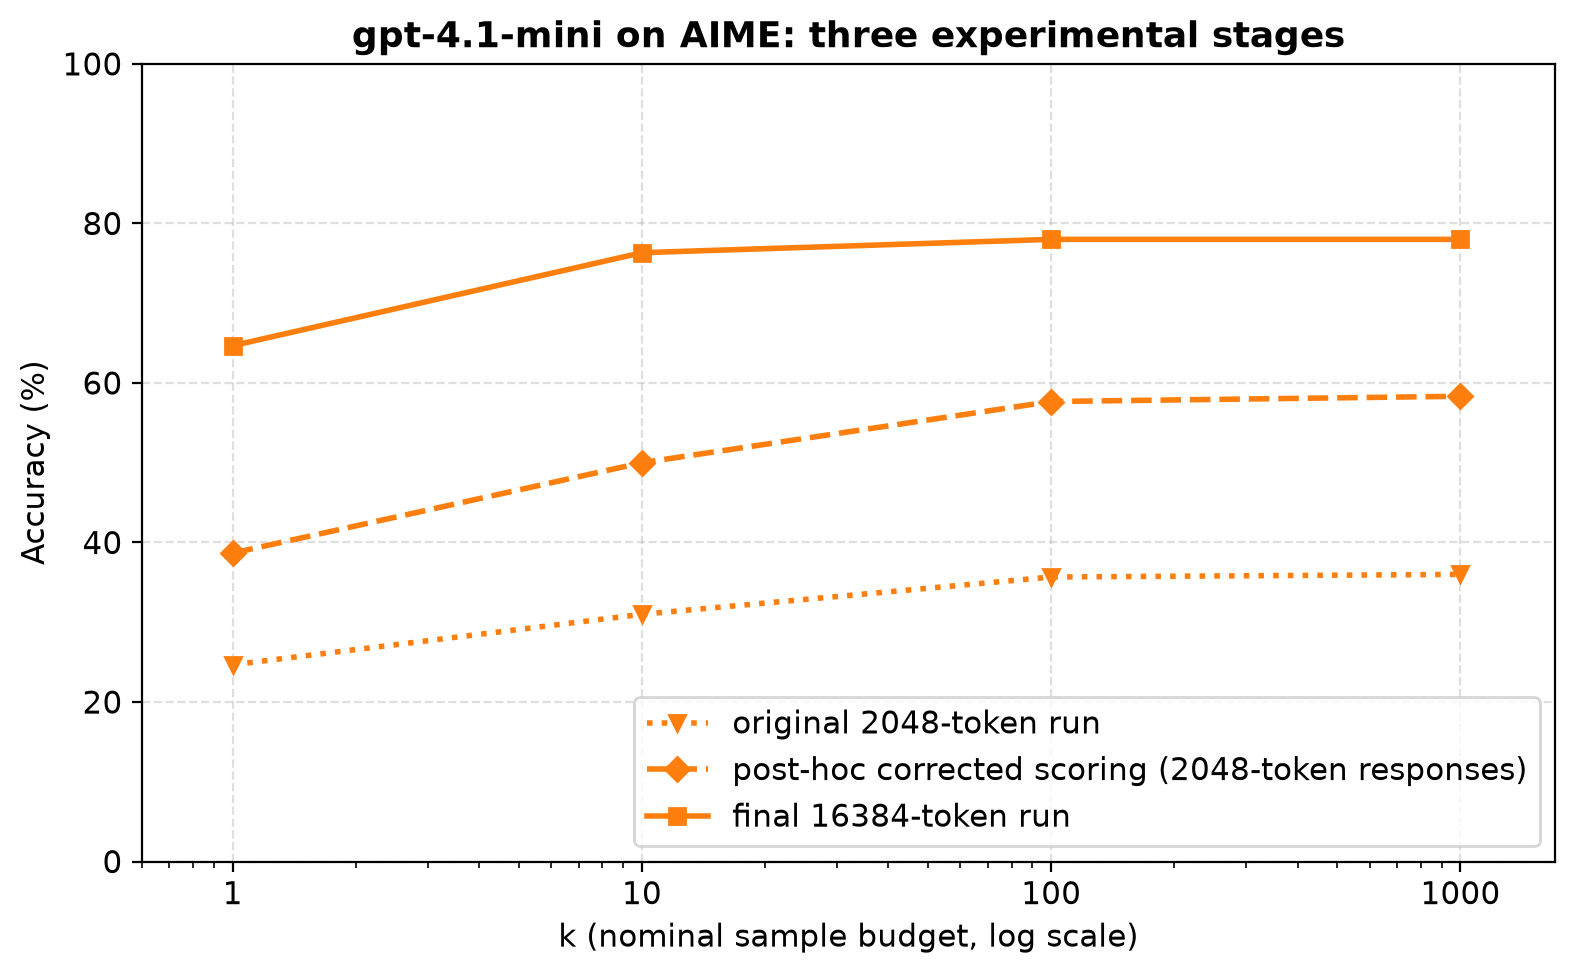 gpt-4.1-mini on AIME: three experimental stages
Accuracy (%)
100
80
60
40
20
0
original 2048-token run
post-hoc corrected scoring (2048-token responses)
final 16384-token run
1
10
100
1000
k (nominal sample budget, log scale)